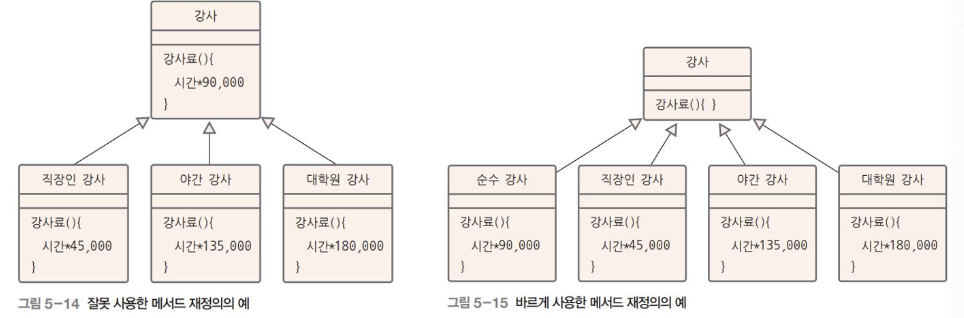 강사
강사료(){
시간*90,000
}
직장인 강사
강사료(){
시간*45,000
}
야간 강사
강사료(){
시간*135,000
}
대학원 강사
강사료(){
시간*180,000
}
그림 5-14 잘못 사용한 메서드 재정의의 예
강사
강사료(){ }
순수 강사
강사료(){
시간*90,000
}
직장인 강사
강사료(){
시간*45,000
}
야간 강사
강사료(){
시간*135,000
}
대학원 강사
강사료(){
시간*180,000
}
그림 5-15 바르게 사용한 메서드 재정의의 예